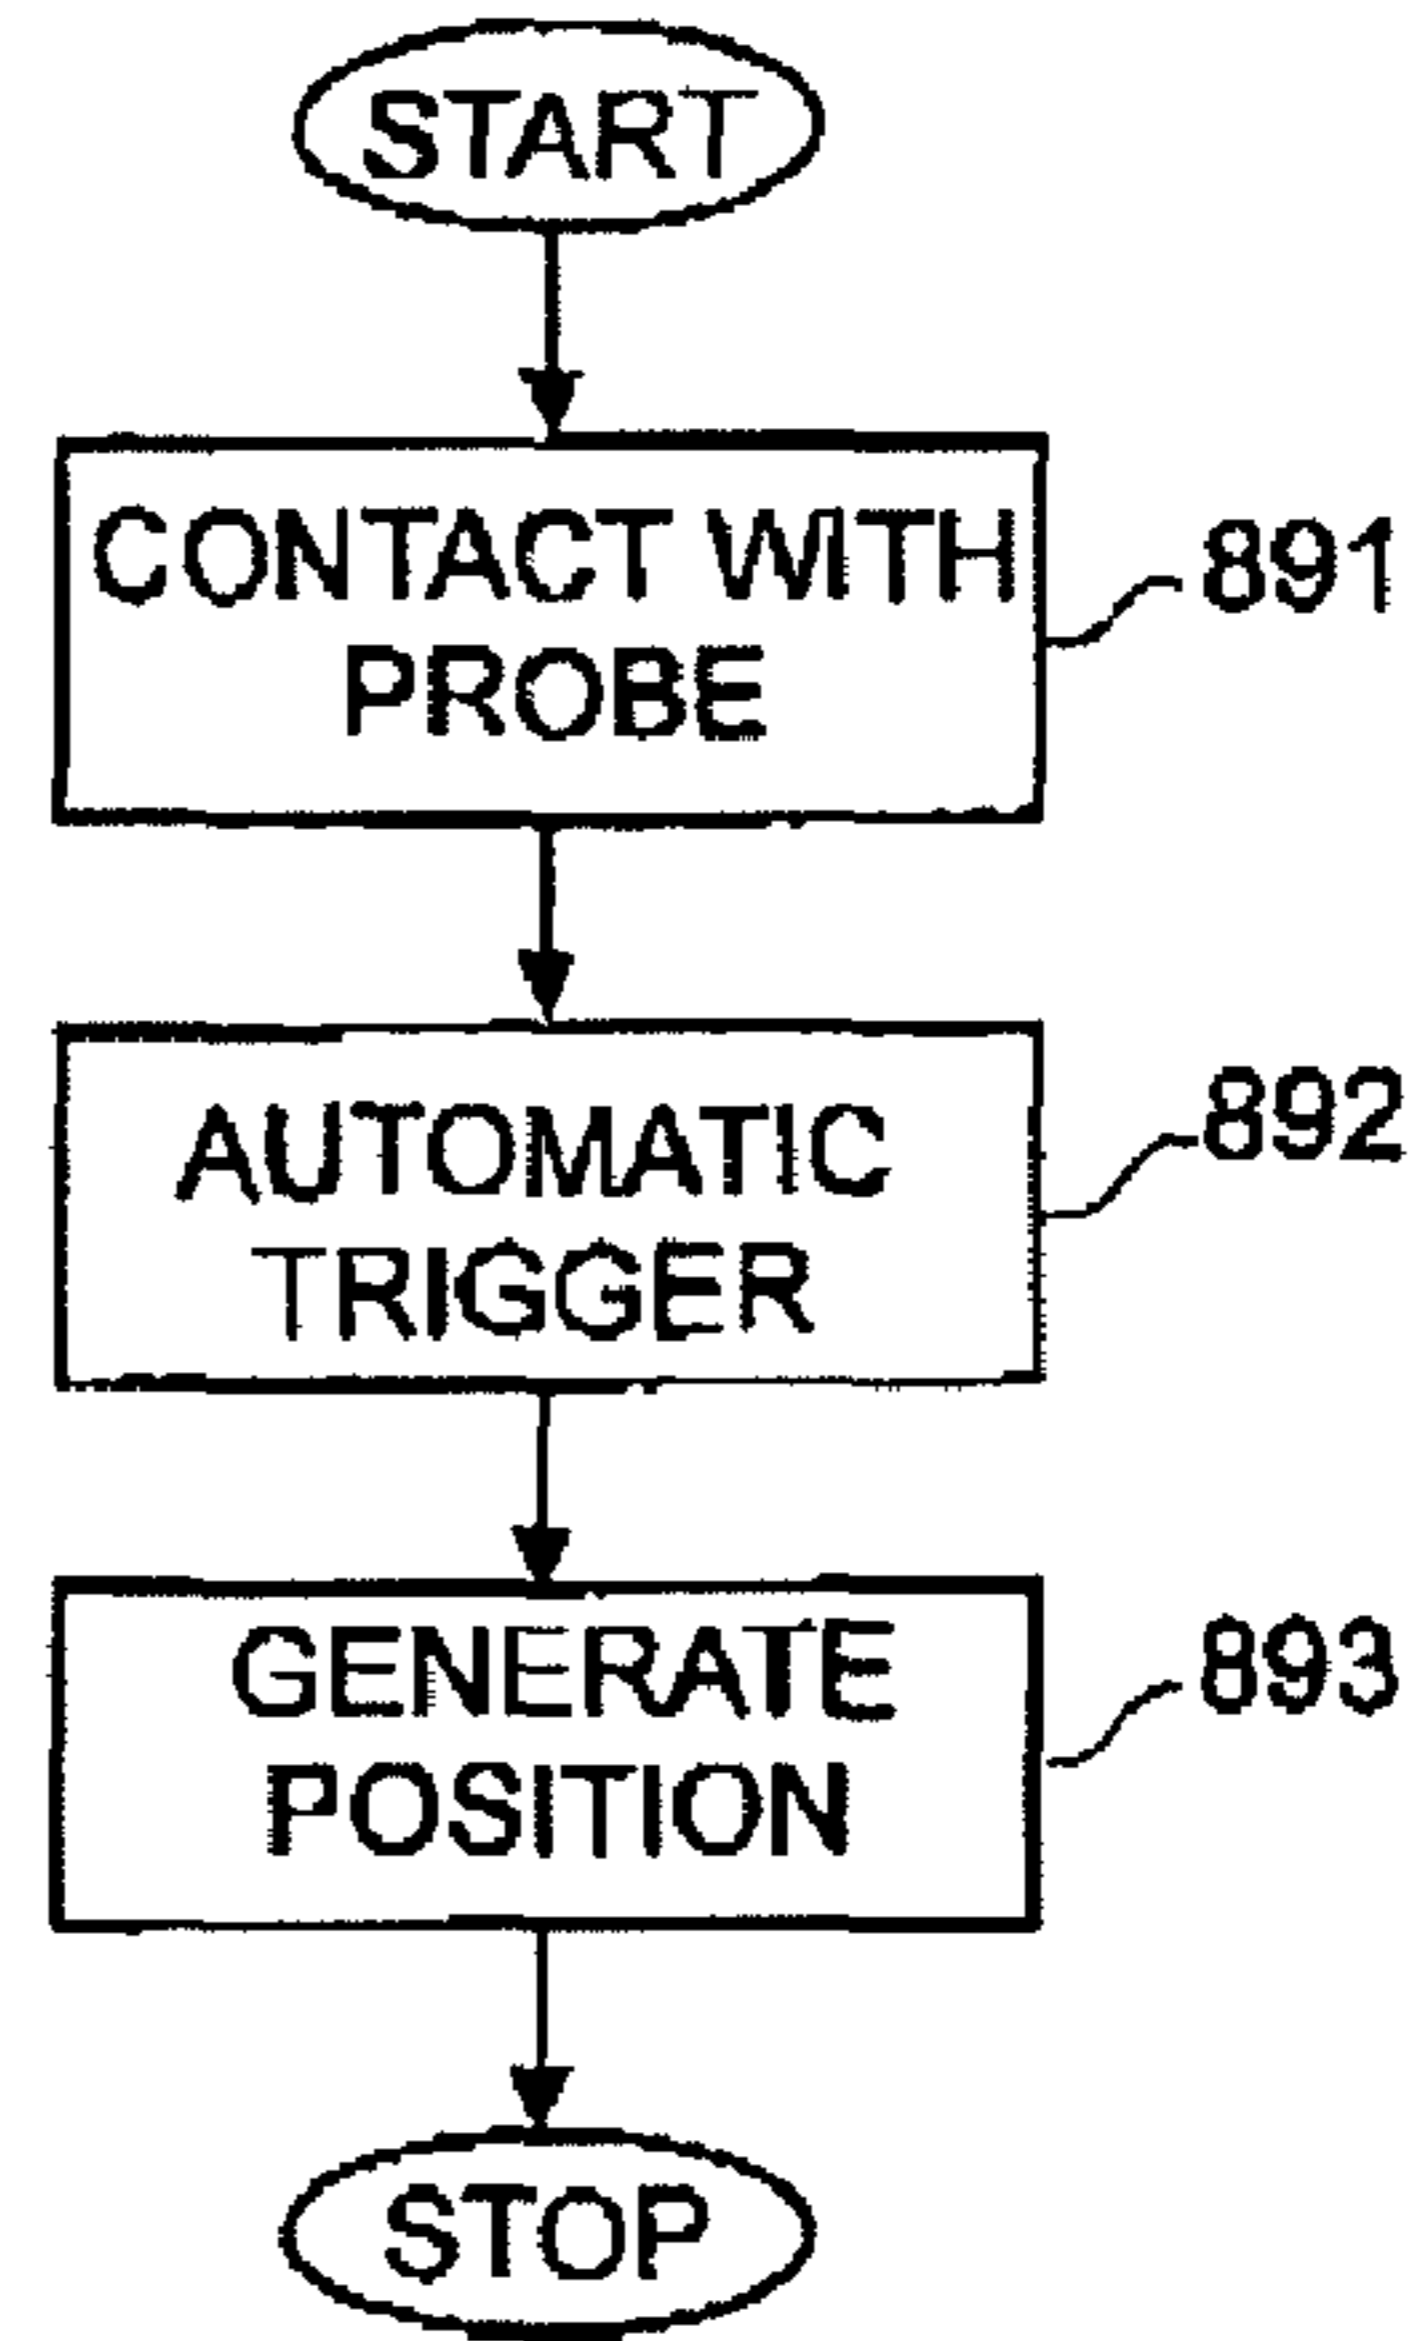 START
CONTACT WITH
PROBE
891
AUTOMATIC
TRIGGER
892
GENERATE
POSITION
893
STOP